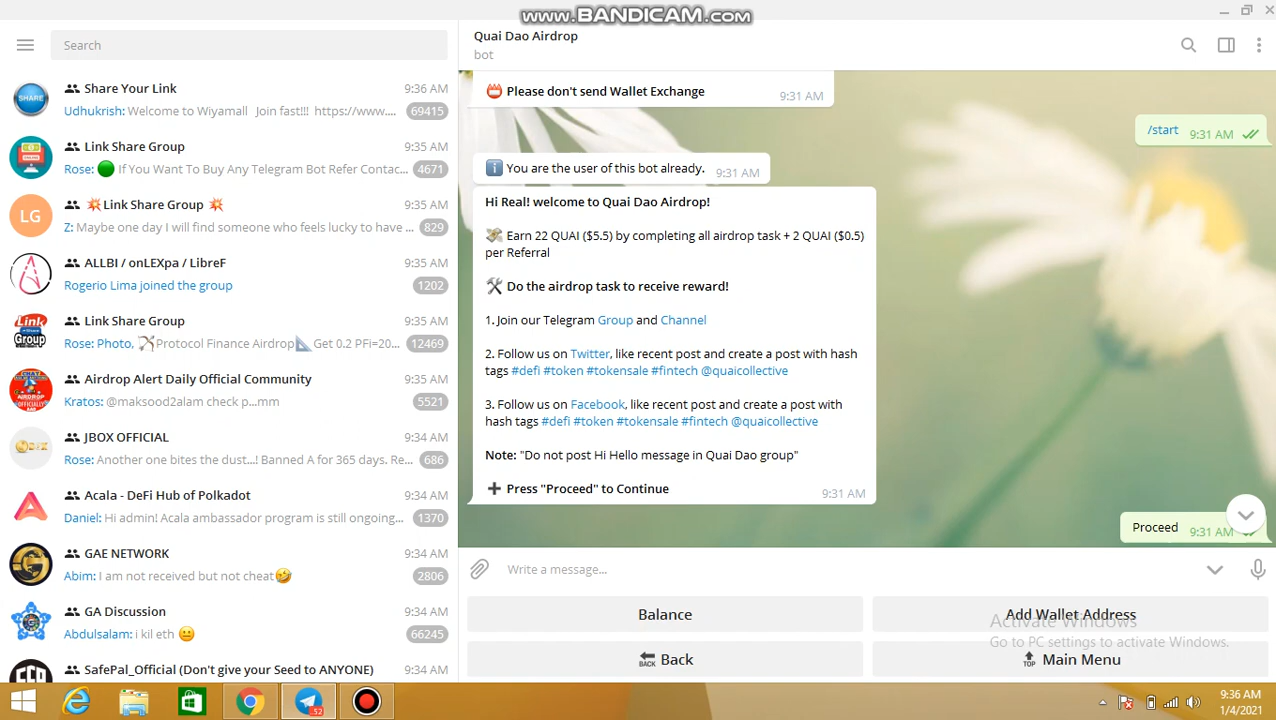 www.BANDICAM.com
Search
Share Your Link 9:36 AM
Udhukrish: Welcome to Wiyamall Join fast!!! https://www.... 69415
SHARE
Link Share Group 9:35 AM
Rose: 🟢 If You Want To Buy Any Telegram Bot Refer Contac... 4671
LG
💥Link Share Group 💥 9:35 AM
Z: Maybe one day I will find someone who feels lucky to have ... 829
ALLBI / onLEXpa / LibreF 9:35 AM
Rogerio Lima joined the group 1202
Link Share Group 9:35 AM
Rose: Photo, Protocol Finance Airdrop📐Get 0.2 PFi=20... 12469
Link
Group
Airdrop Alert Daily Official Community 9:35 AM
Kratos: @maksood2alam check p...mm 5521
CHAT
AIRDROP
JBOX OFFICIAL 9:34 AM
Rose: Another one bites the dust...! Banned A for 365 days. Re... 686
Acala - DeFi Hub of Polkadot 9:34 AM
Daniel: Hi admin! Acala ambassador program is still ongoing... 1370
GAE NETWORK 9:34 AM
Abim: I am not received but not cheat🤣 2806
GA Discussion 9:34 AM
Abdulsalam: i kil eth 😐 66245
SafePal_Official (Don't give your Seed to ANYONE) 9:34 AM
Quai Dao Airdrop
bot
📛 Please don't send Wallet Exchange 9:31 AM
/start 9:31 AM
ℹ️ You are the user of this bot already. 9:31 AM
Hi Real! welcome to Quai Dao Airdrop!
💸 Earn 22 QUAI ($5.5) by completing all airdrop task + 2 QUAI ($0.5)
per Referral
🛠 Do the airdrop task to receive reward!
1. Join our Telegram Group and Channel
2. Follow us on Twitter, like recent post and create a post with hash
tags #defi #token #tokensale #fintech @quaicollective
3. Follow us on Facebook, like recent post and create a post with
hash tags #defi #token #tokensale #fintech @quaicollective
Note: "Do not post Hi Hello message in Quai Dao group"
➕ Press "Proceed" to Continue 9:31 AM
Proceed 9:31 AM
Write a message...
Balance
Add Wallet Address
Activate Windows
Go to PC settings to activate Windows.
BACK Back
TOP Main Menu
52
9:36 AM
1/4/2021